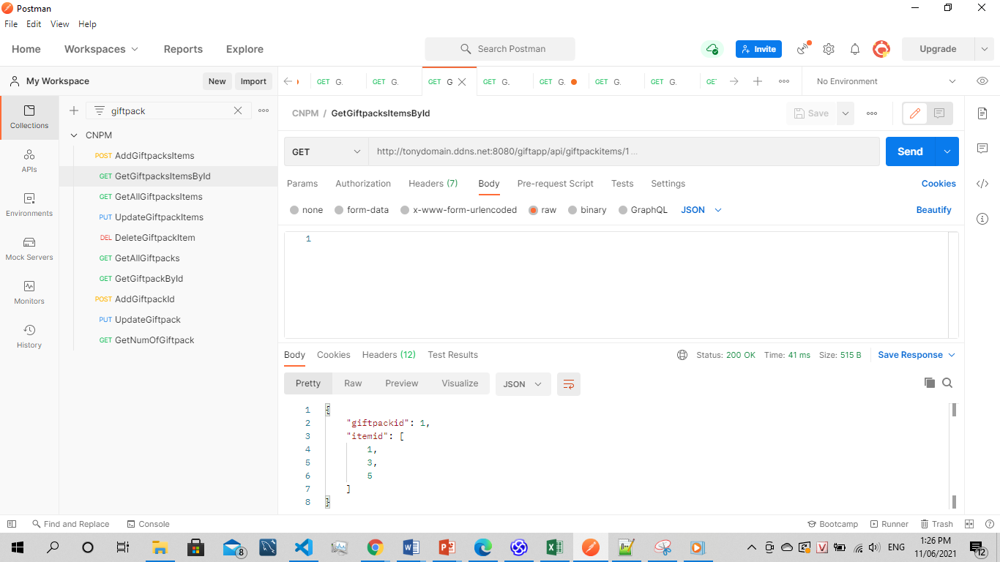 Postman
File Edit View Help
Home Workspaces Reports Explore Search Postman Invite Upgrade
My Workspace New Import GET G. GET G. GET G GET G. GET G. GET G. GET G. GE No Environment
giftpack
Collections
APIs
Environments
Mock Servers
Monitors
History
CNPM
POST AddGiftpacksItems
GET GetGiftpacksItemsById
GET GetAllGiftpacksItems
PUT UpdateGiftpackItems
DEL DeleteGiftpackItem
GET GetAllGiftpacks
GET GetGiftpackById
POST AddGiftpackId
PUT UpdateGiftpack
GET GetNumOfGiftpack
CNPM / GetGiftpacksItemsById Save
GET http://tonydomain.ddns.net:8080/giftapp/api/giftpackitems/1 ... Send
Params Authorization Headers (7) Body Pre-request Script Tests Settings Cookies
none form-data x-www-form-urlencoded raw binary GraphQL JSON Beautify
1
Body Cookies Headers (12) Test Results Status: 200 OK Time: 41 ms Size: 515 B Save Response
Pretty Raw Preview Visualize JSON
1 {
2 "giftpackid": 1,
3 "itemid": [
4 1,
5 3,
6 5
7 ]
8 }
Find and Replace Console Bootcamp Runner Trash
8 ENG 1:26 PM
11/06/2021 12